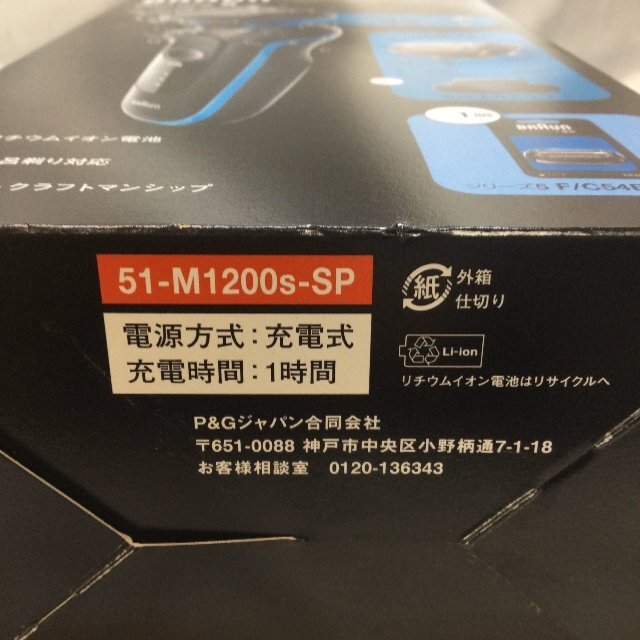 BRAUN
シリーズ5 F/C54B
チウムイオン電池
呂剃り対応
クラフトマンシップ
51-M1200s-SP
電源方式：充電式
充電時間：1時間
紙
外箱
仕切り
Li-ion
リチウムイオン電池はリサイクルへ
P&Gジャパン合同会社
〒651-0088 神戸市中央区小野柄通7-1-18
お客様相談室 0120-136343